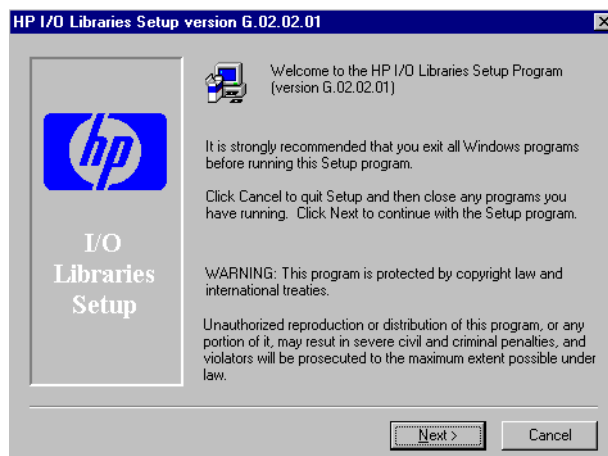 HP I/O Libraries Setup version G.02.02.01
Welcome to the HP I/O Libraries Setup Program
(version G.02.02.01)
hp
I/O
Libraries
Setup
It is strongly recommended that you exit all Windows programs
before running this Setup program.
Click Cancel to quit Setup and then close any programs you
have running. Click Next to continue with the Setup program.
WARNING: This program is protected by copyright law and
international treaties.
Unauthorized reproduction or distribution of this program, or any
portion of it, may resut in severe civil and criminal penalties, and
violators will be prosecuted to the maximum extent possible under
law.
Next >
Cancel